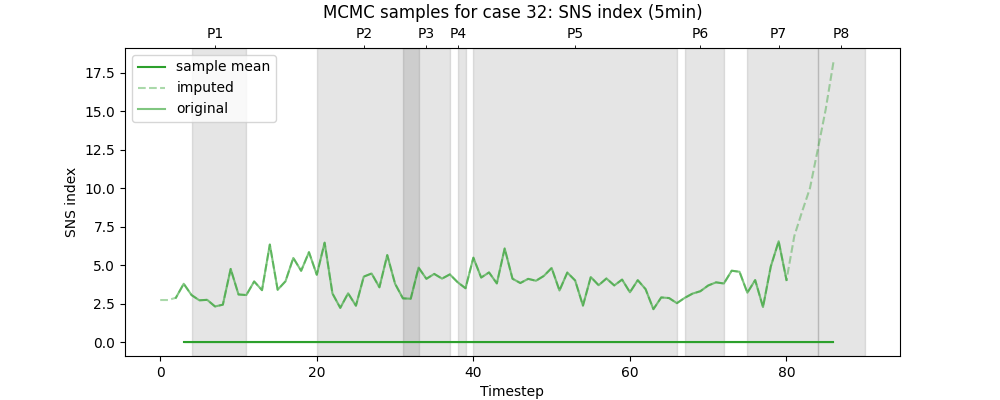 MCMC samples for case 32: SNS index (5min)
P1 P2 P3 P4 P5 P6 P7 P8
sample mean
imputed
original
17.5
15.0
12.5
10.0
7.5
5.0
2.5
0.0
SNS index
0 20 40 60 80
Timestep